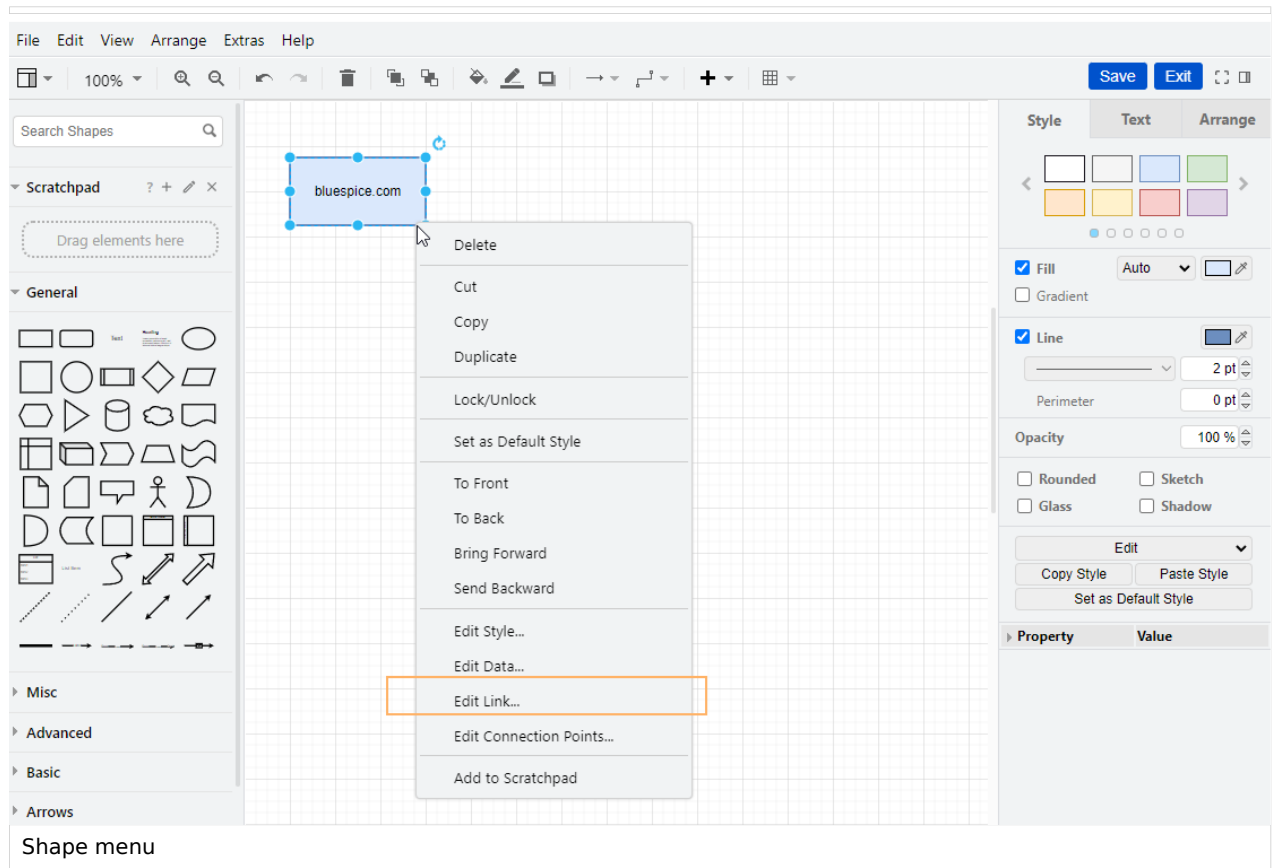 File Edit View Arrange Extras Help
100% Save Exit
Search Shapes
Scratchpad ? + ×
Drag elements here
General
Text Heading
Misc
Advanced
Basic
Arrows
bluespice.com
Delete
Cut
Copy
Duplicate
Lock/Unlock
Set as Default Style
To Front
To Back
Bring Forward
Send Backward
Edit Style...
Edit Data...
Edit Link...
Edit Connection Points...
Add to Scratchpad
Style Text Arrange
Fill Auto
Gradient
Line
2 pt
Perimeter 0 pt
Opacity 100 %
Rounded Sketch
Glass Shadow
Edit
Copy Style Paste Style
Set as Default Style
Property Value
Shape menu